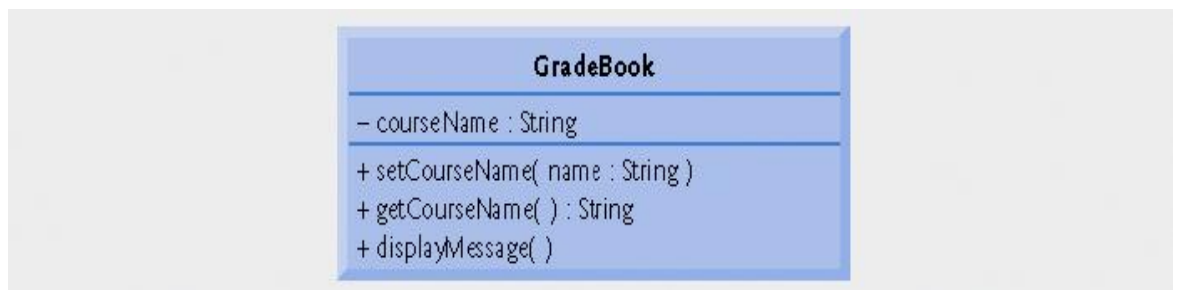 GradeBook
– courseName : String
+ setCourseName( name : String )
+ getCourseName( ) : String
+ displayMessage( )